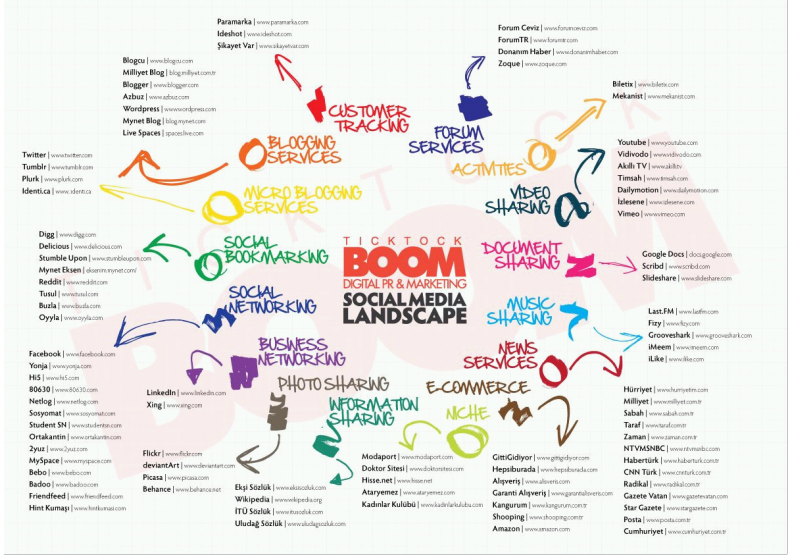 Paramarka | www.paramarka.com
Ideshot | www.ideshot.com
Şikayet Var | www.sikayetvar.com
Forum Ceviz | www.forumceviz.com
ForumTR | www.forumtr.com
Donanım Haber | www.donanimhaber.com
Zoque | www.zoque.com
Blogcu | www.blogcu.com
Milliyet Blog | blog.milliyet.com.tr
Blogger | www.blogger.com
Azbuz | www.azbuz.com
Wordpress | www.wordpress.com
Mynet Blog | blog.mynet.com
Live Spaces | spaces.live.com
Biletix | www.biletix.com
Mekanist | www.mekanist.com
CUSTOMER
TRACKING
FORUM
SERVICES
BLOGGING
SERVICES
ACTIVITIES
Twitter | www.twitter.com
Tumblr | www.tumblr.com
Plurk | www.plurk.com
Identi.ca | www.identi.ca
Youtube | www.youtube.com
Vidivodo | www.vidivodo.com
Akıllı TV | www.akilli.tv
Timsah | www.timsah.com
Dailymotion | www.dailymotion.com
İzlesene | www.izlesene.com
Vimeo | www.vimeo.com
MICRO BLOGGING
SERVICES
VIDEO
SHARING
Digg | www.digg.com
Delicious | www.delicious.com
Stumble Upon | www.stumbleupon.com
Mynet Eksen | eksenim.mynet/
Reddit | www.reddit.com
Tusul | www.tusul.com
Buzla | www.buzla.com
Oyyla | www.oyyla.com
SOCIAL
BOOKMARKING
TICKTOCK
BOOM
DIGITAL PR & MARKETING
SOCIAL MEDIA
LANDSCAPE
DOCUMENT
SHARING
Google Docs | docs.google.com
Scribd | www.scribd.com
Slideshare | www.slideshare.com
SOCIAL
NETWORKING
MUSIC
SHARING
Last.FM | www.lastfm.com
Fizy | www.fizy.com
Grooveshark | www.grooveshark.com
iMeem | www.imeem.com
iLike | www.ilike.com
BUSINESS
NETWORKING
NEWS
SERVICES
Facebook | www.facebook.com
Yonja | www.yonja.com
Hi5 | www.hi5.com
80630 | www.80630.com
Netlog | www.netlog.com
Sosyomat | www.sosyomat.com
Student SN | www.studentsn.com
Ortakantin | www.ortakantin.com
2yuz | www.2yuz.com
MySpace | www.myspace.com
Bebo | www.bebo.com
Badoo | www.badoo.com
Friendfeed | www.friendfeed.com
Hint Kumaşı | www.hintkumasi.com
LinkedIn | www.linkedin.com
Xing | www.xing.com
PHOTO SHARING
E-COMMERCE
INFORMATION
SHARING
NICHE
Hürriyet | www.hurriyetim.com
Milliyet | www.milliyet.com.tr
Sabah | www.sabah.com.tr
Taraf | www.taraf.com.tr
Zaman | www.zaman.com.tr
NTVMSNBC | www.ntvmsnbc.com
Habertürk | www.haberturk.com.tr
CNN Türk | www.cnnturk.com.tr
Radikal | www.radikal.com.tr
Gazete Vatan | www.gazetevatan.com
Star Gazete | www.stargazete.com
Posta | www.posta.com.tr
Cumhuriyet | www.cumhuriyet.com.tr
Flickr | www.flickr.com
deviantArt | www.deviantart.com
Picasa | www.picasa.com
Behance | www.behance.net
Ekşi Sözlük | www.eksisozluk.com
Wikipedia | www.wikipedia.org
İTÜ Sözlük | www.itusozluk.com
Uludağ Sözlük | www.uludagsozluk.com
Modaport | www.modaport.com
Doktor Sitesi | www.doktorsitesi.com
Hisse.net | www.hisse.net
Ataryemez | www.ataryemez.com
Kadınlar Kulübü | www.kadinlarkulubu.com
GittiGidiyor | www.gittigidiyor.com
Hepsiburada | www.hepsiburada.com
Alışveriş | www.alisveris.com
Garanti Alışveriş | www.garantialisveris.com
Kangurum | www.kangurum.com.tr
Shooping | www.shooping.com.tr
Amazon | www.amazon.com
TICKTOCK
BOOM